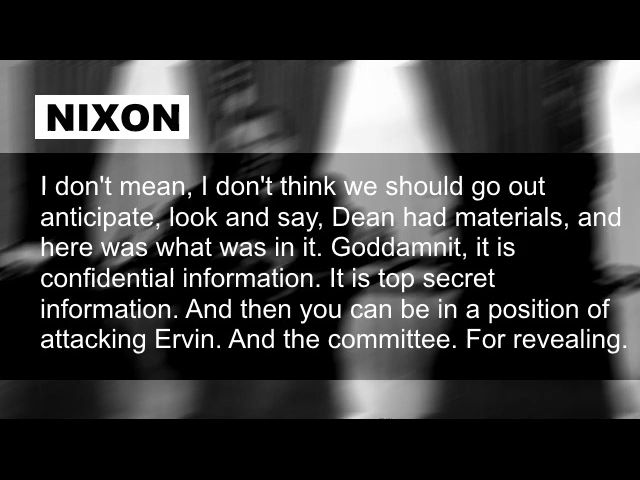 NIXON
I don't mean, I don't think we should go out
anticipate, look and say, Dean had materials, and
here was what was in it. Goddamnit, it is
confidential information. It is top secret
information. And then you can be in a position of
attacking Ervin. And the committee. For revealing.